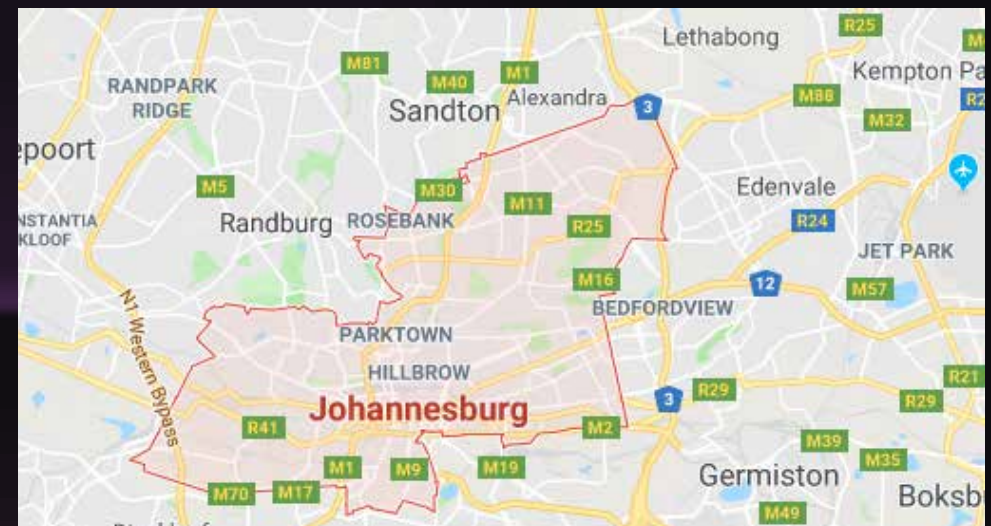 Lethabong
R25
M81
M40
M1
Kempton Pa
RANDPARK
RIDGE
Sandton
Alexandra
3
M88
M32
epoort
M5
M30
M11
Edenvale
NSTANTIA
KLOOF
Randburg
ROSEBANK
R25
R24
JET PARK
M16
12
M57
N1 Western Bypass
BEDFORDVIEW
PARKTOWN
HILLBROW
Johannesburg
3
R29
R21
R29
R41
M2
M39
M35
M1
M9
M19
Germiston
M70
M17
Boksb
M49